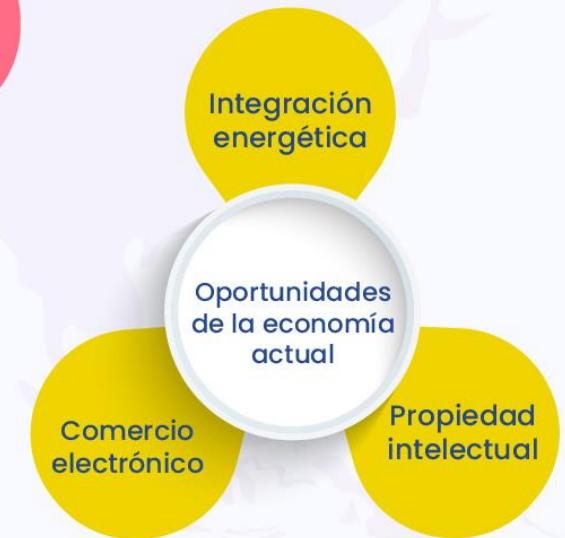 Integración
energética
Oportunidades
de la economía
actual
Comercio
electrónico
Propiedad
intelectual